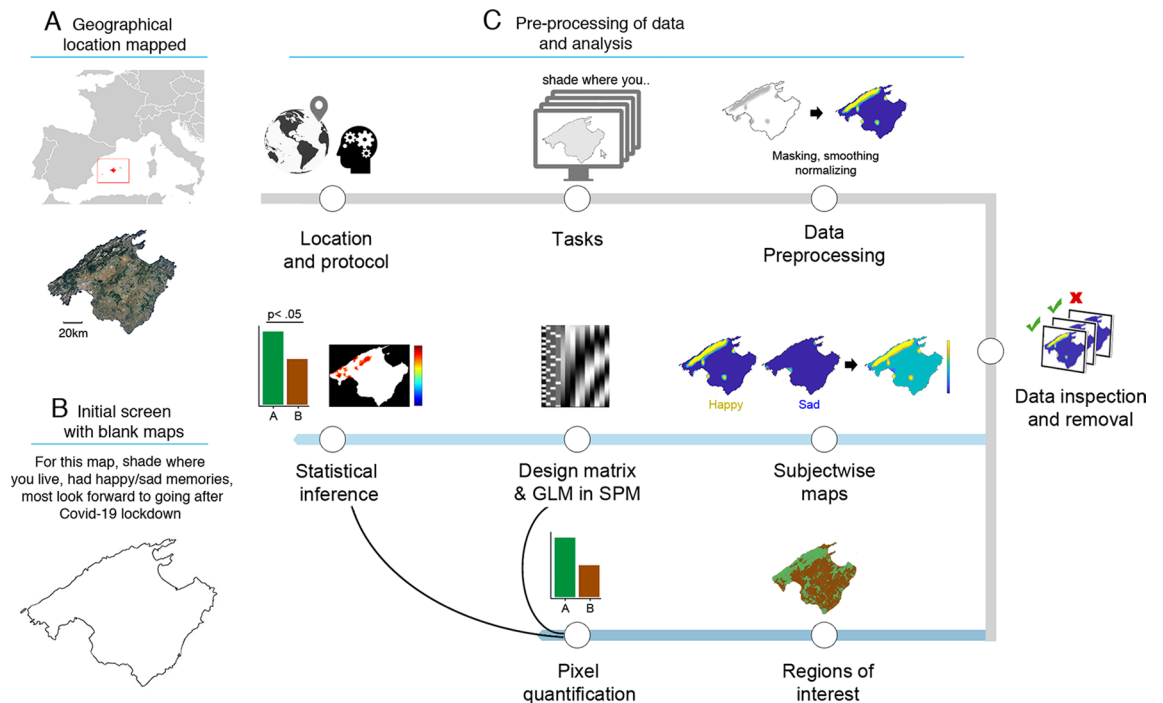 A
Geographical
location mapped
20km
B
Initial screen
with blank maps
For this map, shade where
you live, had happy/sad memories,
most look forward to going after
Covid-19 lockdown
C
Pre-processing of data
and analysis
shade where you..
Masking, smoothing
normalizing
Location
and protocol
Tasks
Data
Preprocessing
Data inspection
and removal
p< .05
A B
Happy
Sad
Statistical
inference
Design matrix
& GLM in SPM
Subjectwise
maps
A B
Pixel
quantification
Regions of
interest